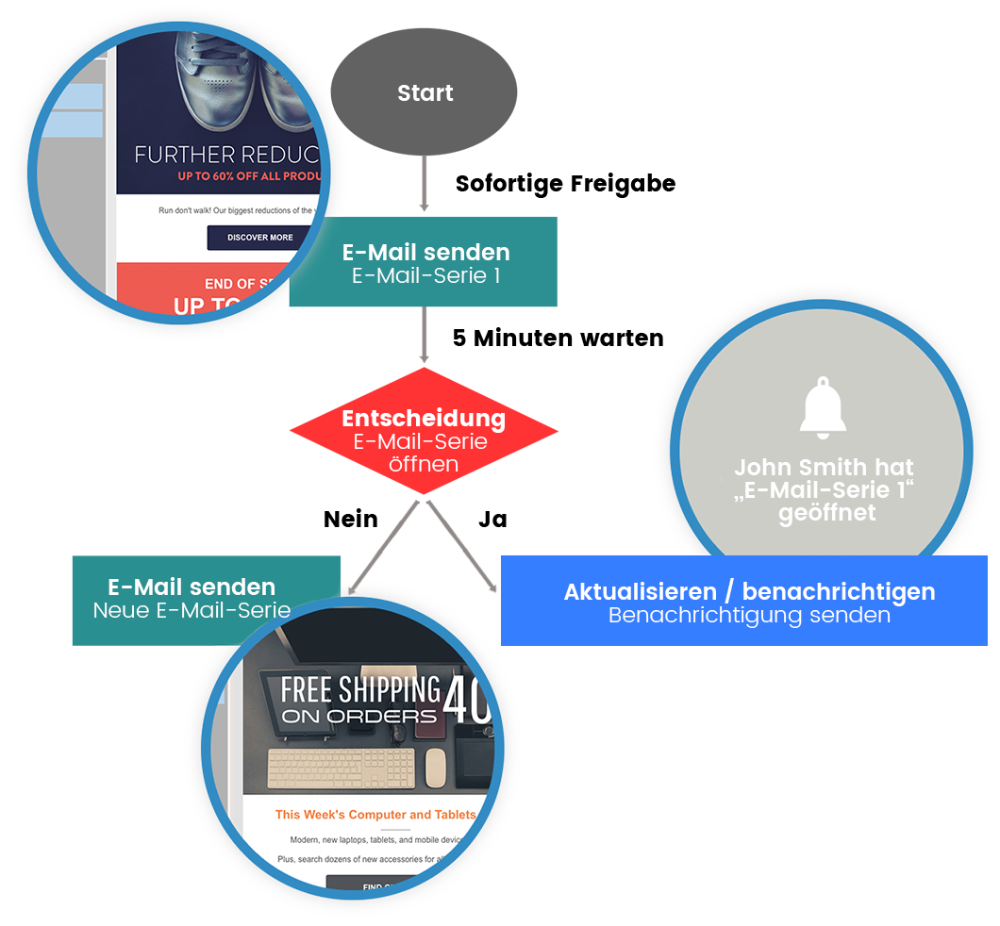 Start
FURTHER REDUC
UP TO 60% OFF ALL PRODU
Sofortige Freigabe
Run don't walk! Our biggest reductions of the
DISCOVER MORE
E-Mail senden
E-Mail-Serie 1
END OF
UP TO
5 Minuten warten
Entscheidung
E-Mail-Serie
öffnen
John Smith hat
„E-Mail-Serie 1“
geöffnet
Nein
Ja
E-Mail senden
Neue E-Mail-Serie
Aktualisieren / benachrichtigen
Benachrichtigung senden
FREE SHIPPING
ON ORDERS
40
This Week's Computer and Tablets
Modern, new laptops, tablets, and mobile
Plus, search dozens of new accessories for